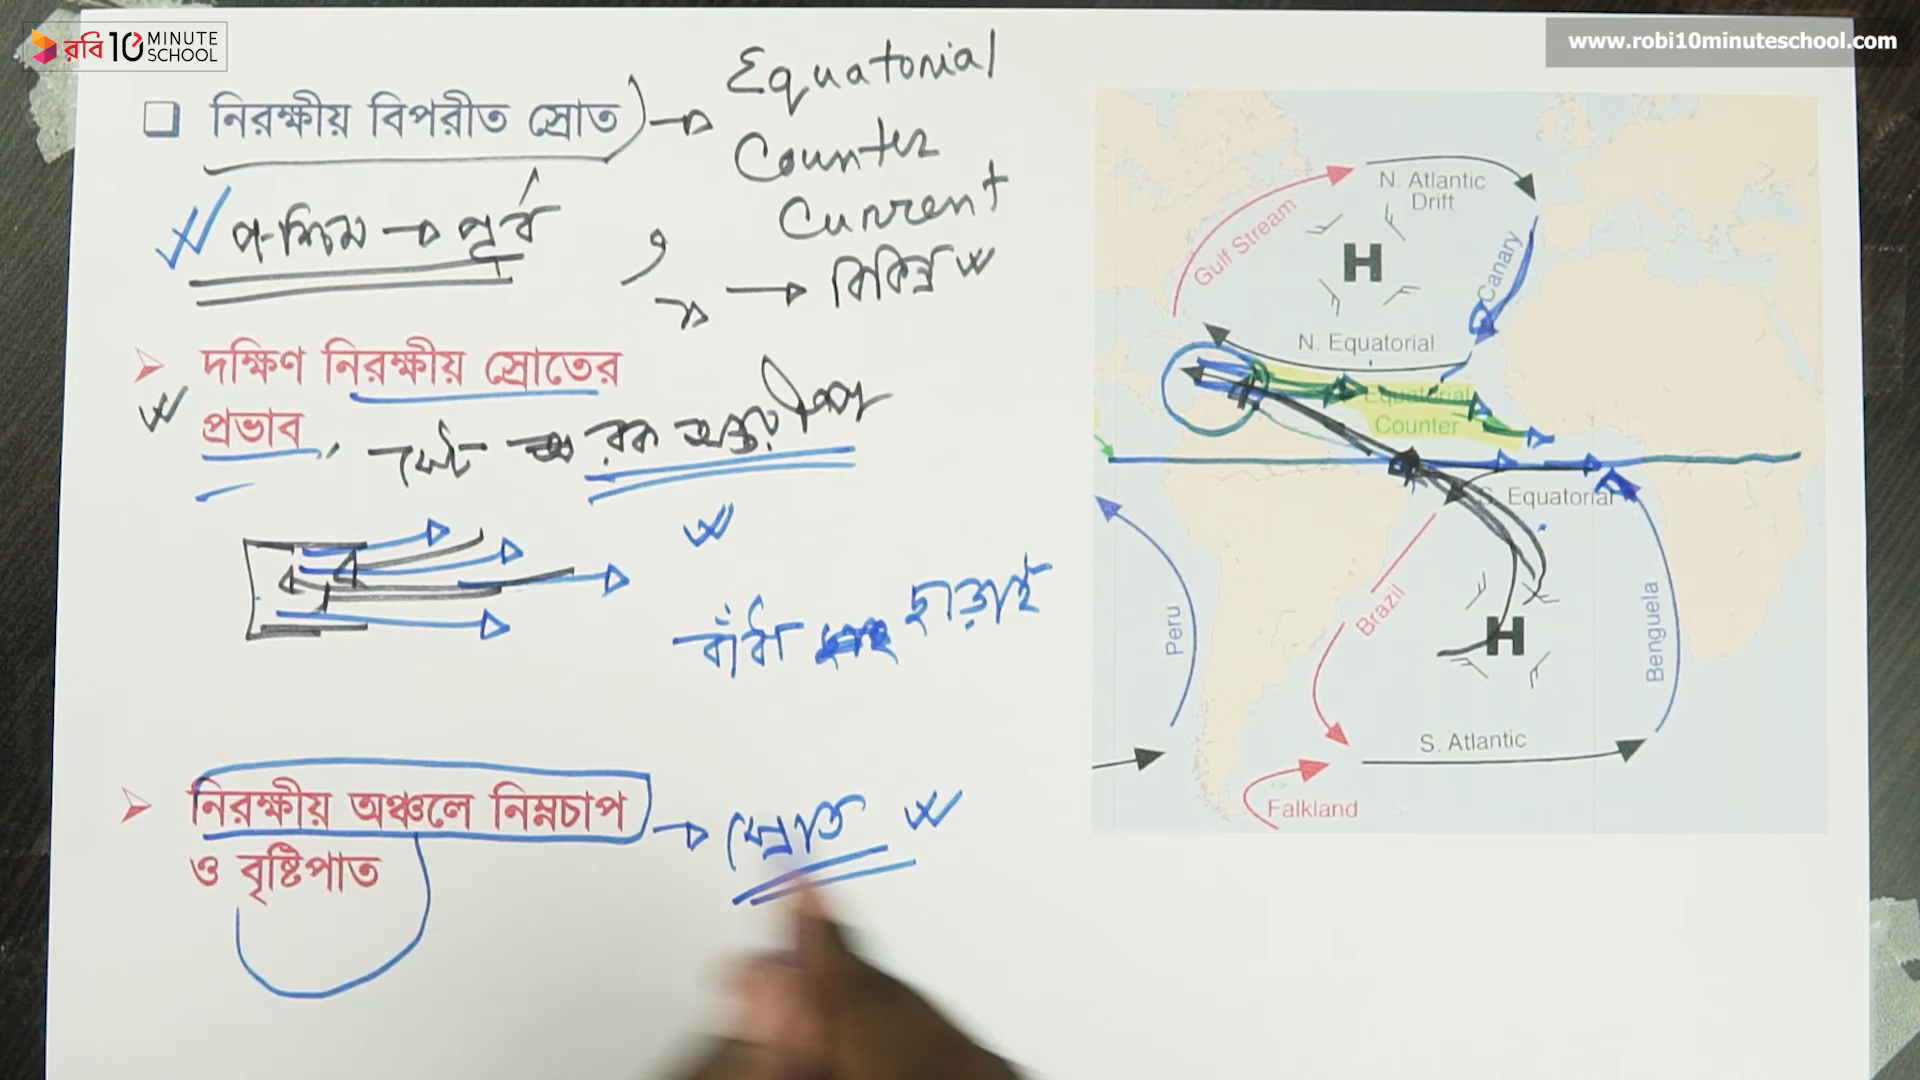 রবি 10 MINUTE SCHOOL
www.robi10minuteschool.com
নিরক্ষীয় বিপরীত স্রোত
Equatorial
Counter
Current
পশ্চিম → পূর্ব
দক্ষিণ নিরক্ষীয় স্রোতের
প্রভাব,
বাঁধা ছাড়াই
নিরক্ষীয় অঞ্চলে নিম্নচাপ → স্রোত
ও বৃষ্টিপাত
N. Atlantic
Drift
Gulf Stream
H
Canary
N. Equatorial
Equatorial
Counter
S. Equatorial
Peru
Brazil
H
Benguela
S. Atlantic
Falkland